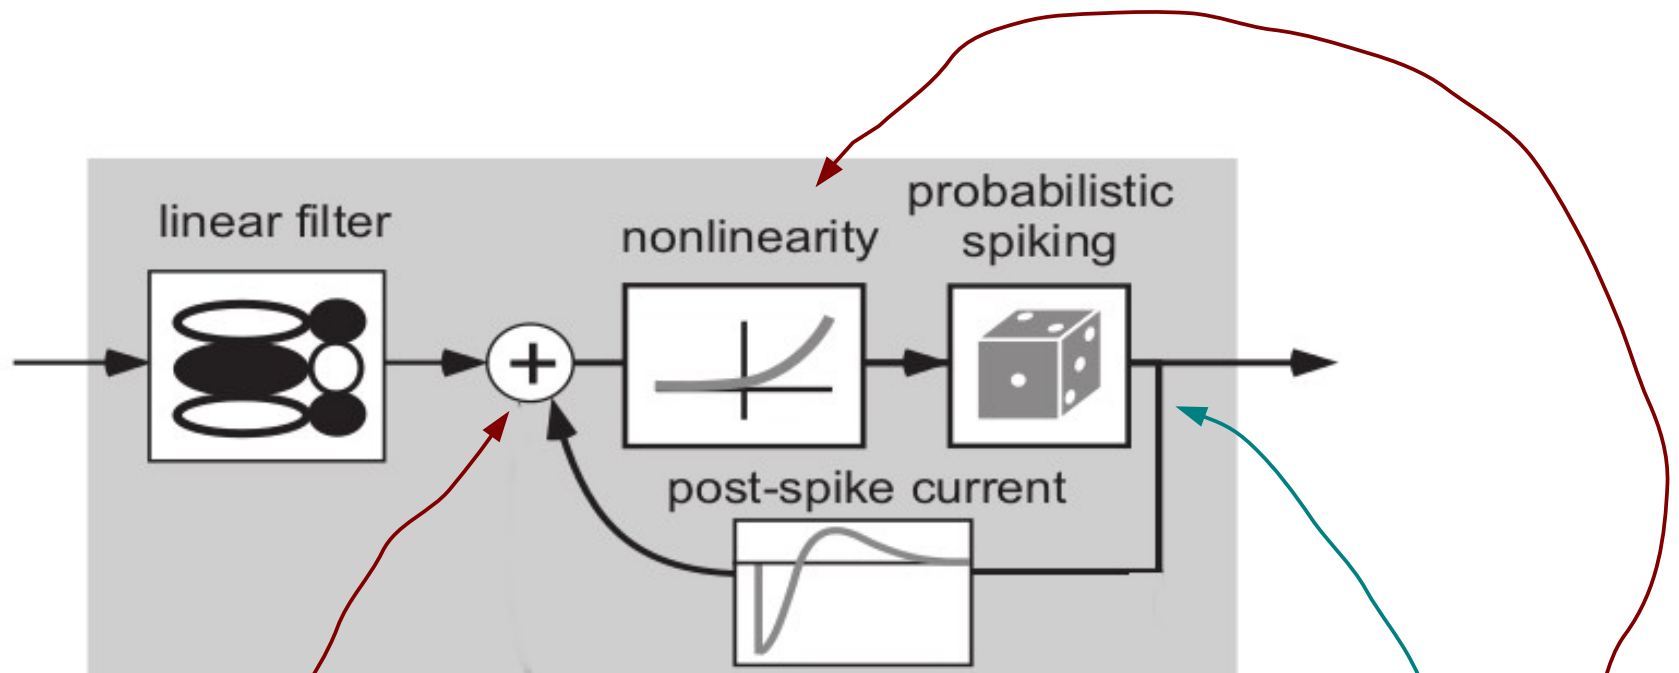 linear filter
nonlinearity
probabilistic
spiking
post-spike current